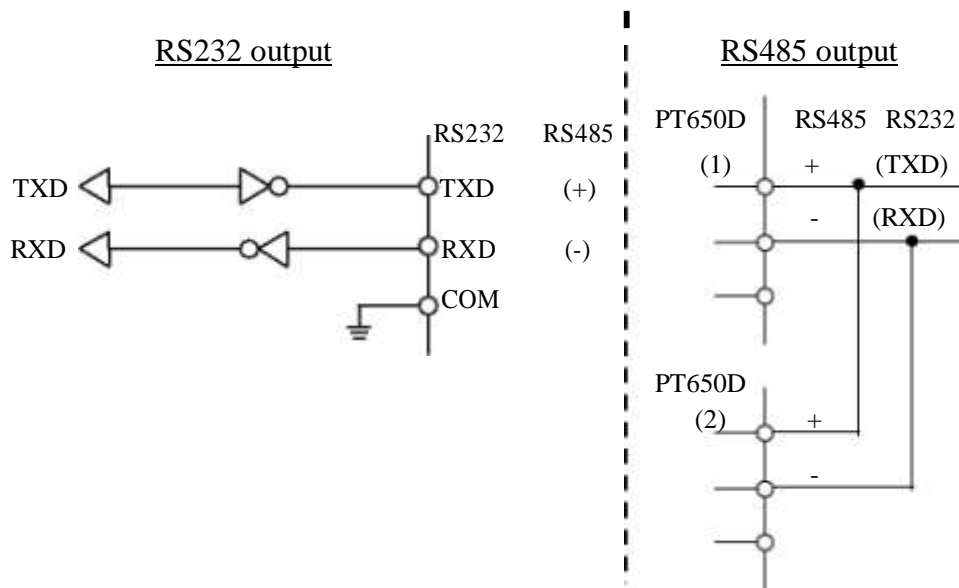 RS232 output
RS232 RS485
TXD TXD (+)
RXD RXD (-)
COM
RS485 output
PT650D RS485 RS232
(1) + (TXD)
- (RXD)
PT650D
(2) +
-